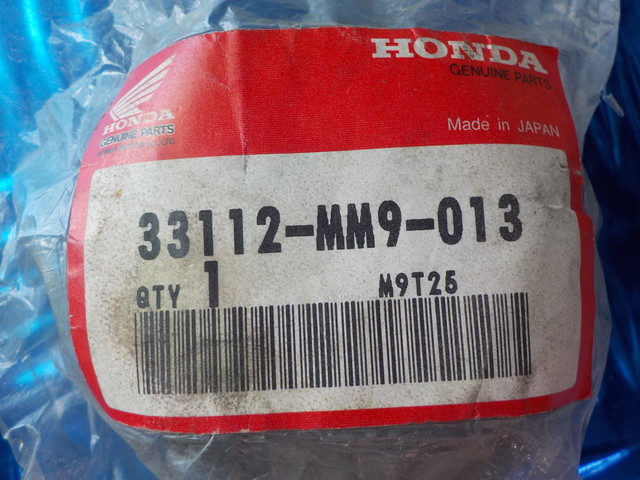 HONDA
GENUINE PARTS
HONDA
GENUINE PARTS
Made in JAPAN
33112-MM9-013
QTY 1 M9T25